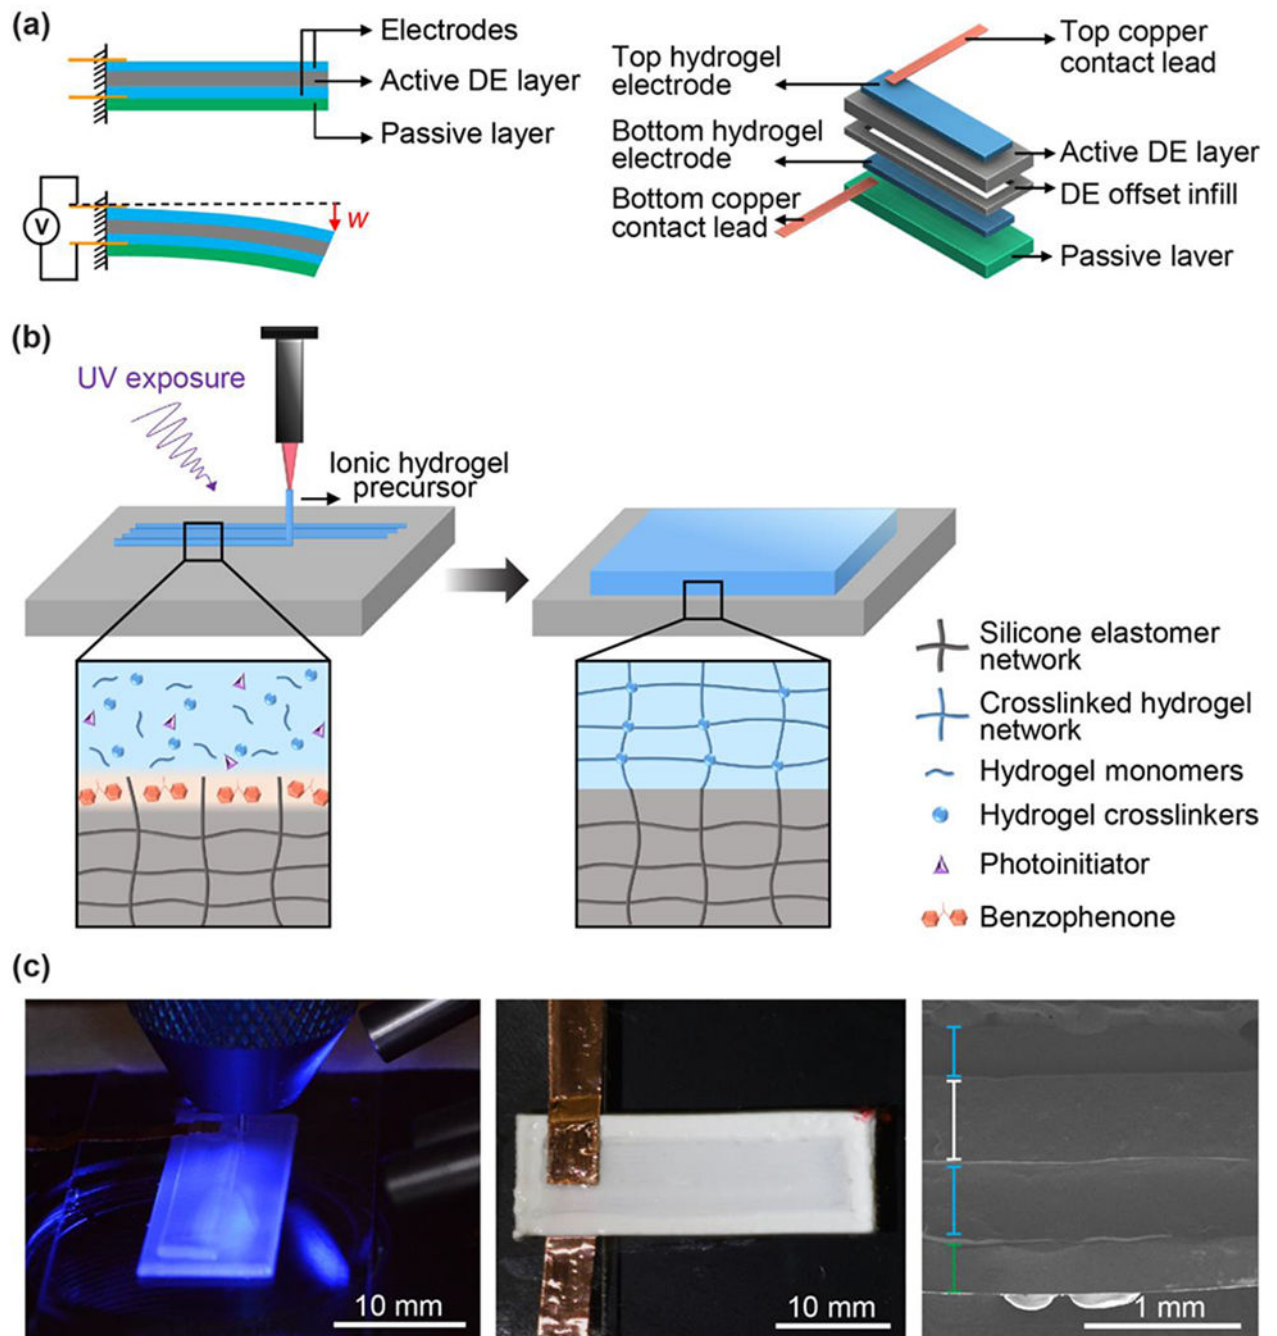 (a)
Electrodes
Active DE layer
Passive layer
V
w
Top hydrogel
electrode
Bottom hydrogel
electrode
Bottom copper
contact lead
Top copper
contact lead
Active DE layer
DE offset infill
Passive laver
(b)
UV exposure
Ionic hydrogel
precursor
Silicone elastomer
network
Crosslinked hydrogel
network
Hydrogel monomers
Hydrogel crosslinkers
Photoinitiator
Benzophenone
(c)
10 mm
10 mm
1 mm